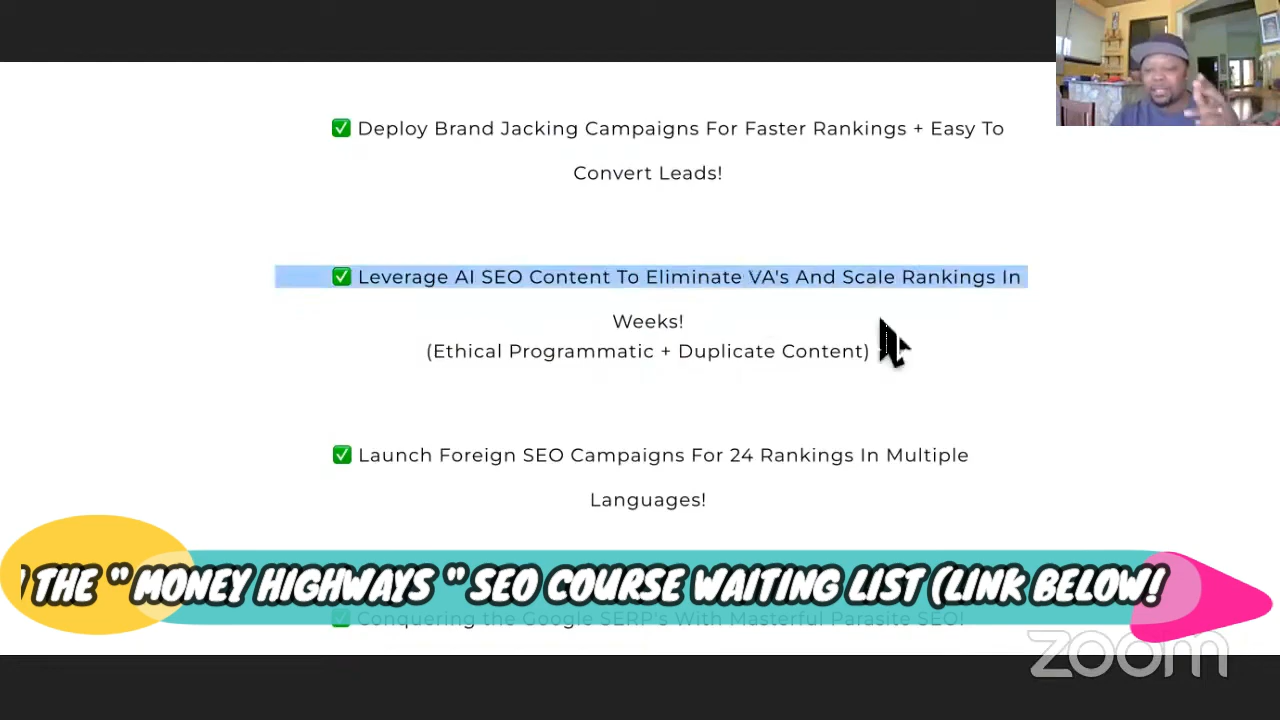 ✅ Deploy Brand Jacking Campaigns For Faster Rankings + Easy To
Convert Leads!
✅ Leverage AI SEO Content To Eliminate VA's And Scale Rankings In
Weeks!
(Ethical Programmatic + Duplicate Content)
✅ Launch Foreign SEO Campaigns For 24 Rankings In Multiple
Languages!
THE " MONEY HIGHWAYS " SEO COURSE WAITING LIST (LINK BELOW!
✅ Conquering the Google SERP's With Masterful Parasite SEO!
zoom